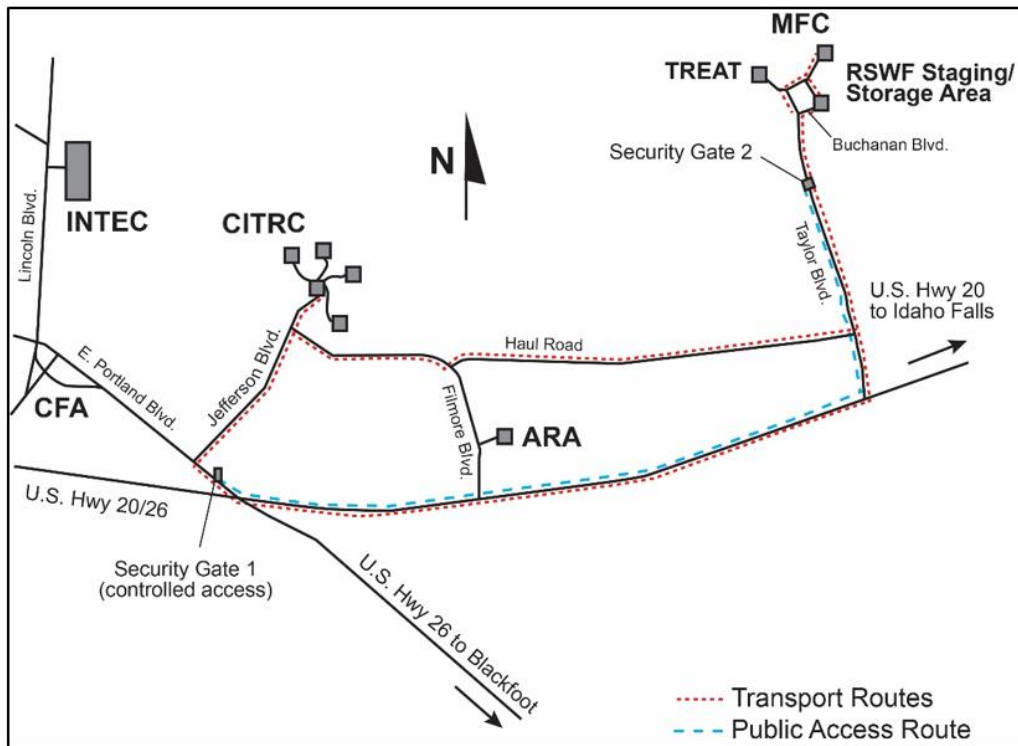 MFC
TREAT
RSWF Staging/
Storage Area
Buchanan Blvd.
Security Gate 2
N
INTEC
Lincoln Blvd.
CITRC
Taylor Blvd.
U.S. Hwy 20
to Idaho Falls
Haul Road
E. Portland Blvd.
Jefferson Blvd.
Filmore Blvd.
CFA
ARA
U.S. Hwy 20/26
Security Gate 1
(controlled access)
U.S. Hwy 26 to Blackfoot
Transport Routes
Public Access Route